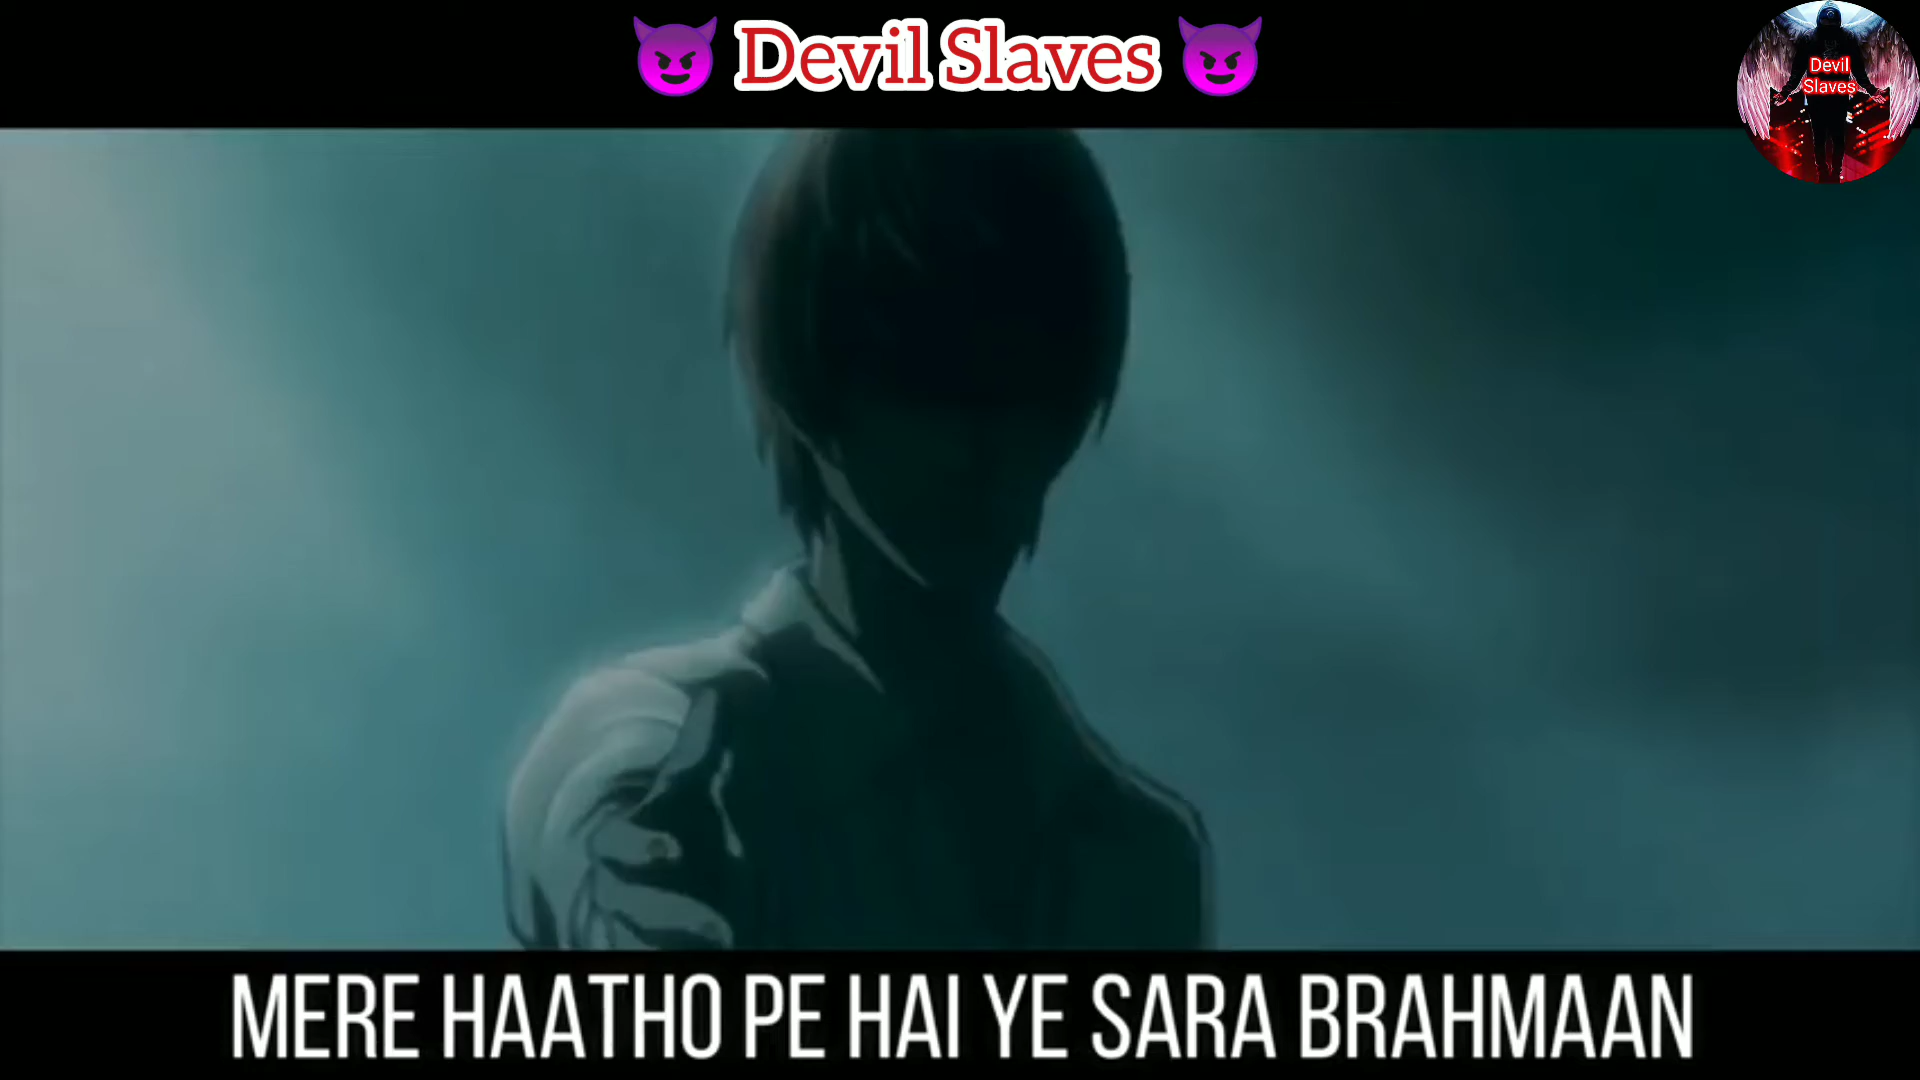 😈 Devil Slaves 😈
Devil
Slaves
MERE HAATHO PE HAI YE SARA BRAHMAAN